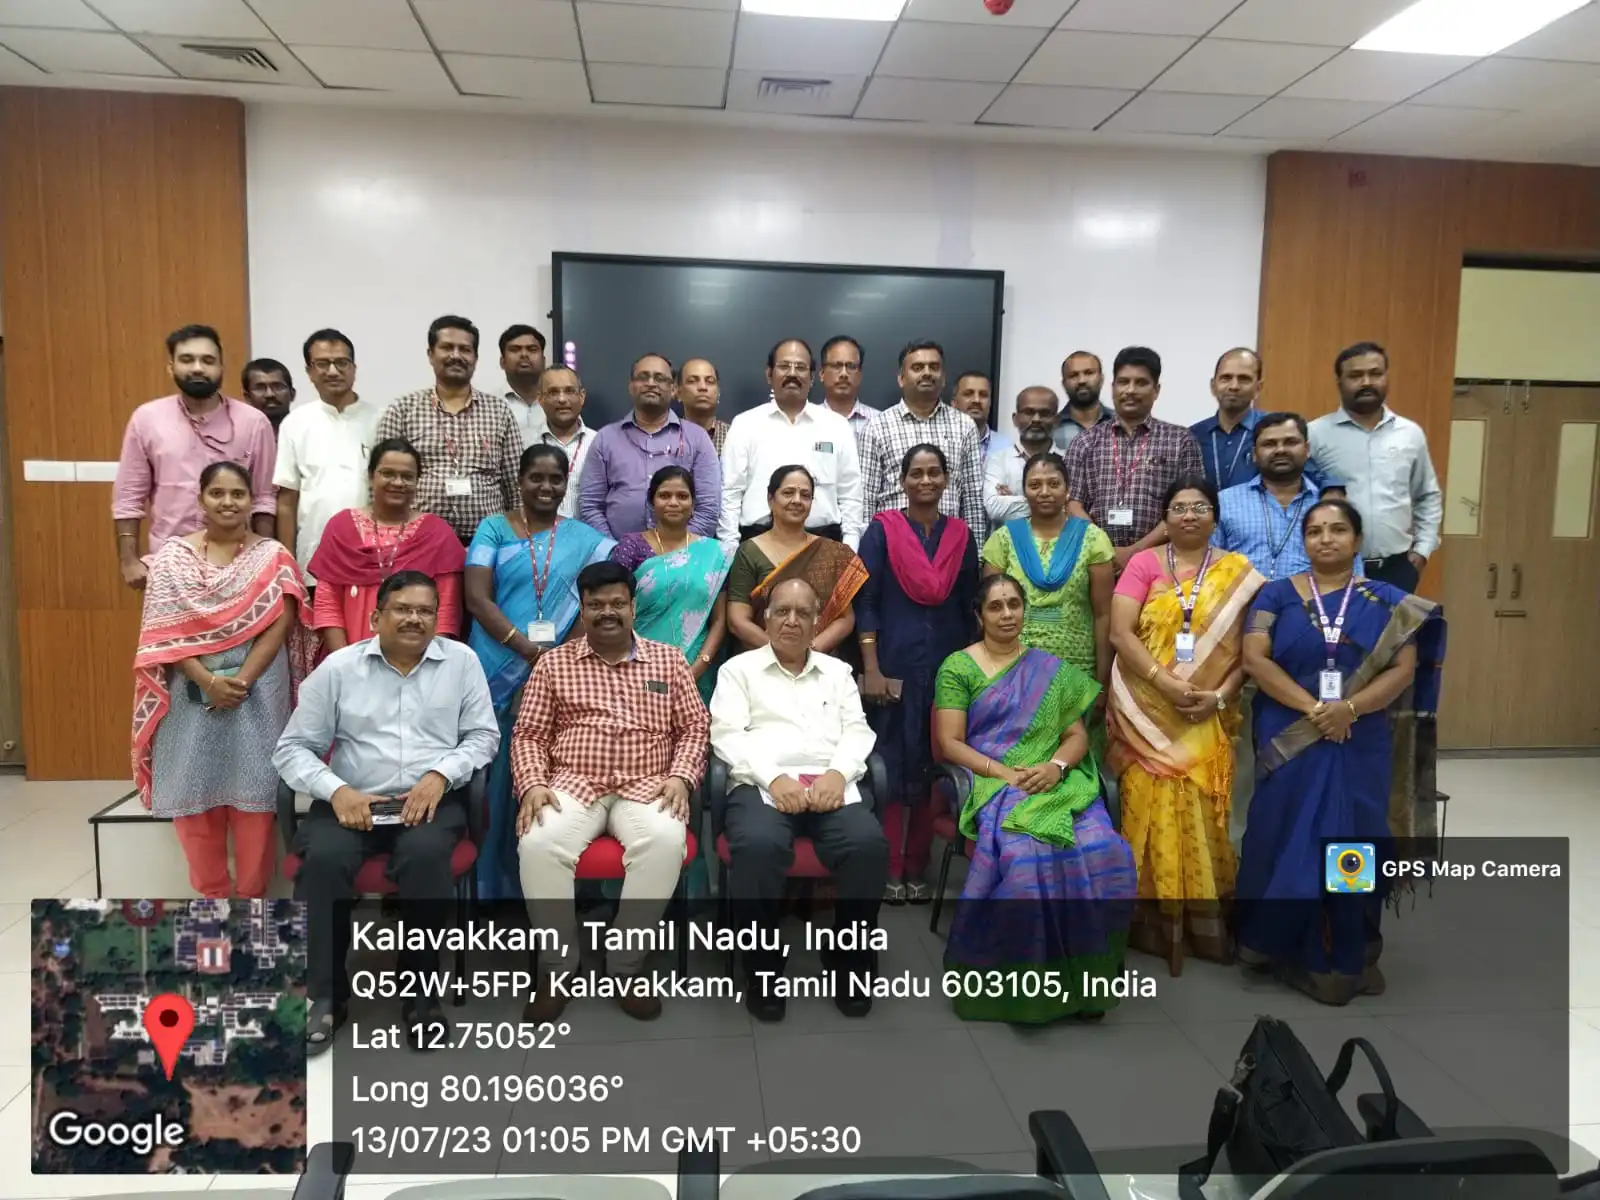 GPS Map Camera
Kalavakkam, Tamil Nadu, India
Q52W+5FP, Kalavakkam, Tamil Nadu 603105, India
Lat 12.75052°
Long 80.196036°
13/07/23 01:05 PM GMT +05:30
Google